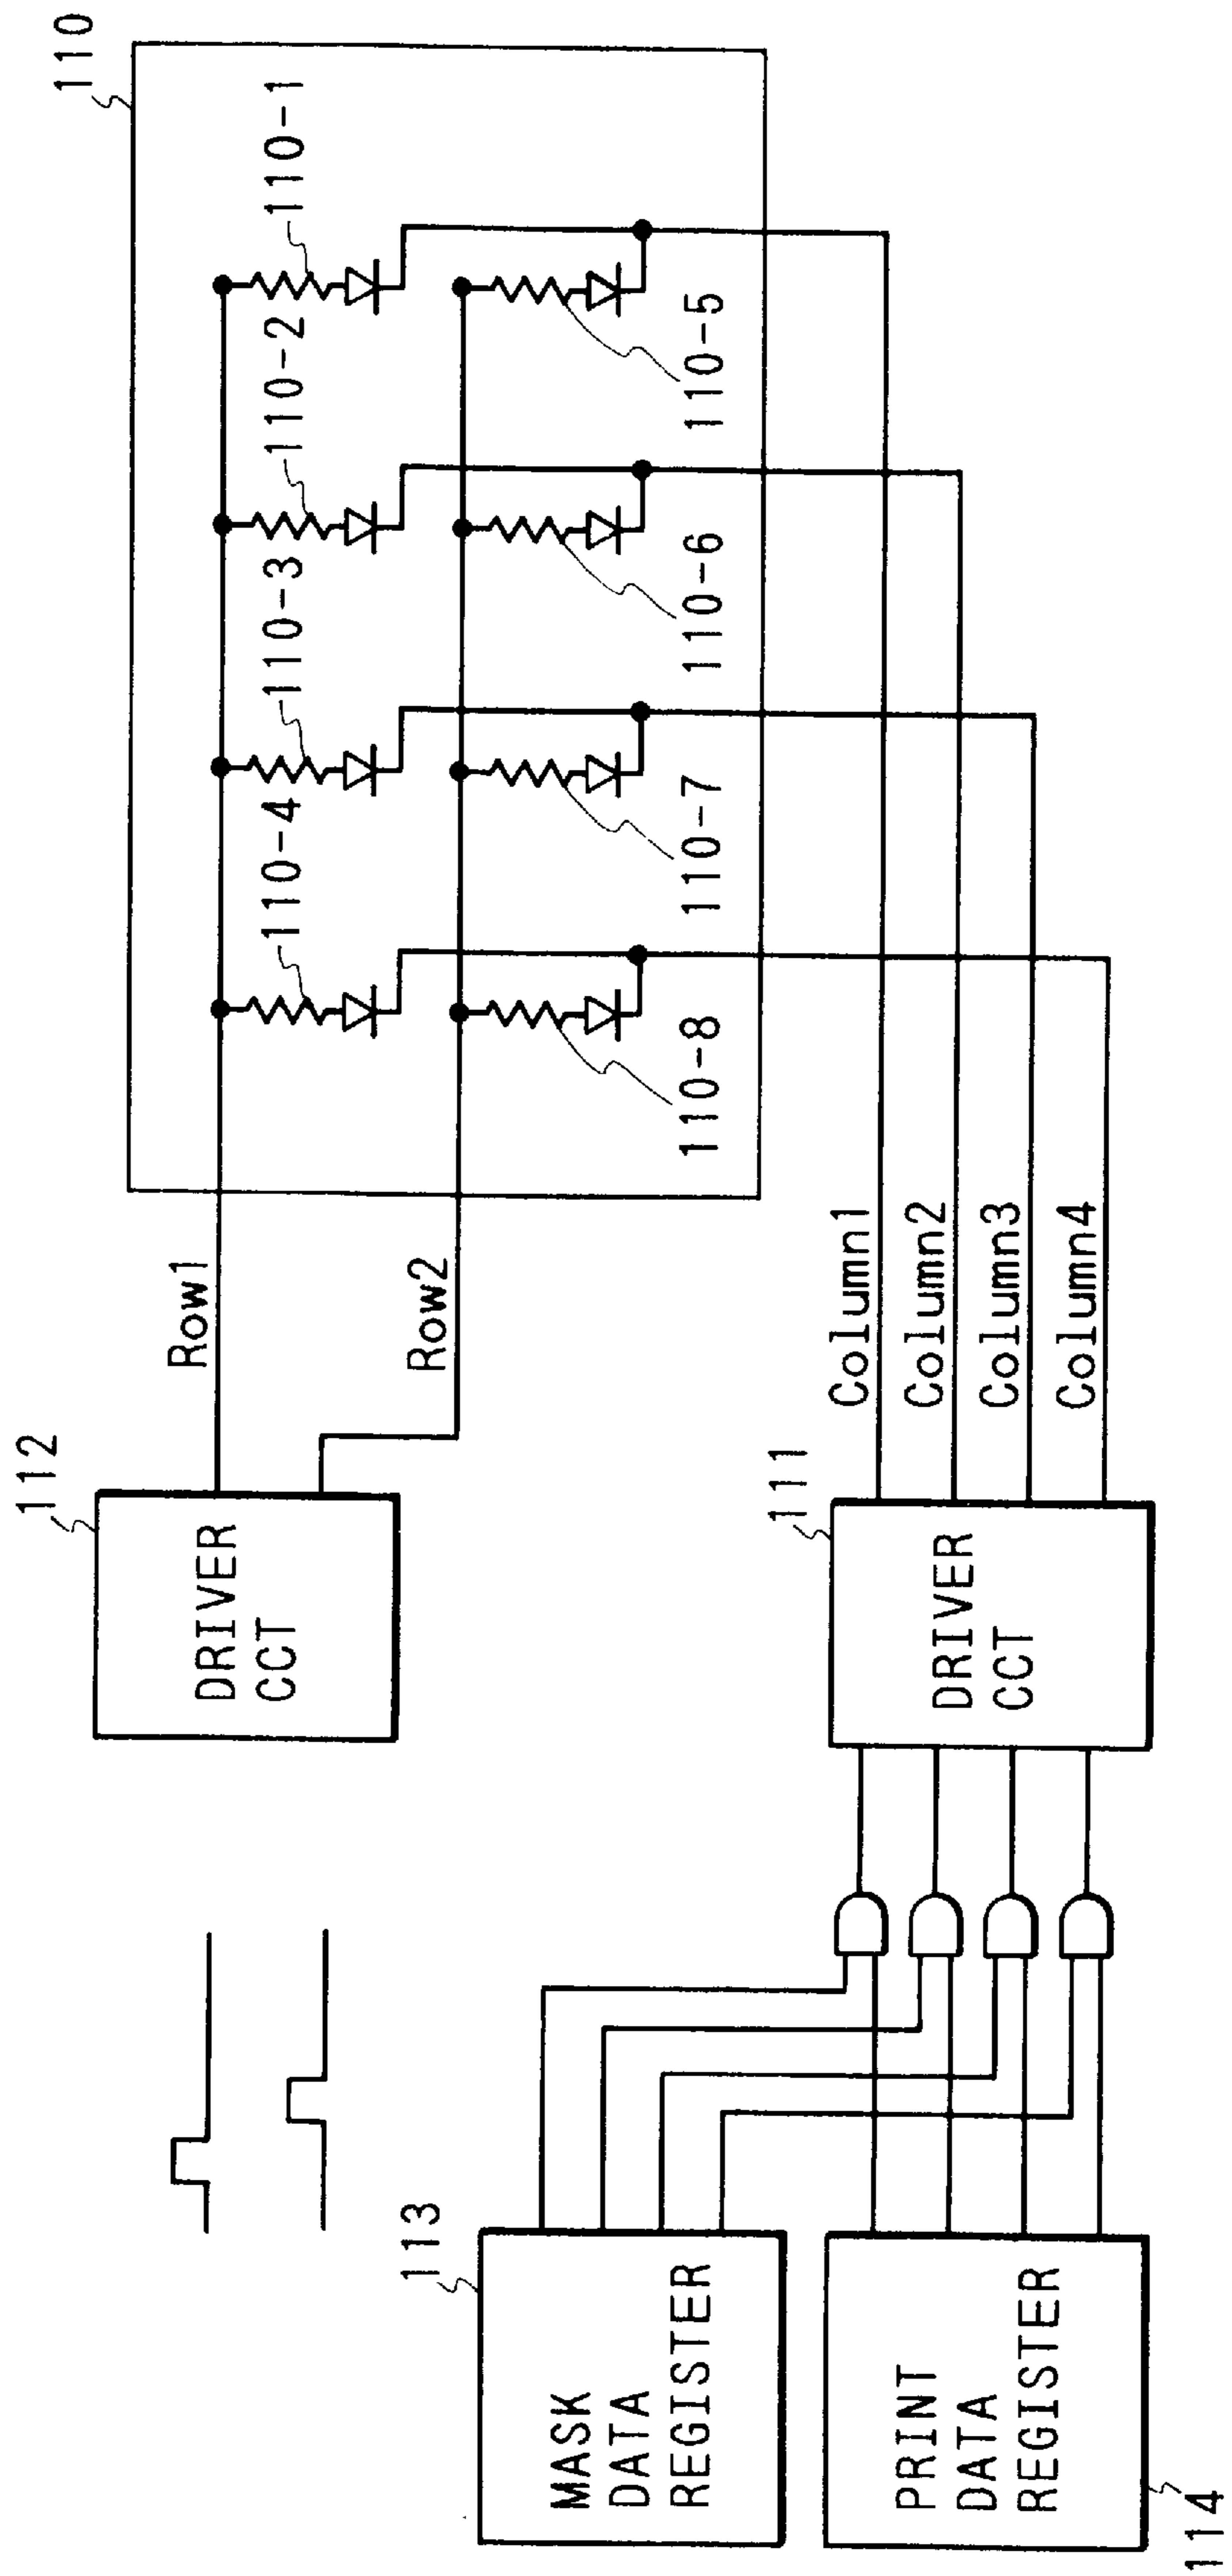 110
110-1
110-2
110-3
110-4
110-5
110-6
110-7
110-8
Row1
Row2
112
DRIVER
CCT
Column1
Column2
Column3
Column4
111
DRIVER
CCT
113
MASK
DATA
REGISTER
PRINT
DATA
REGISTER
114